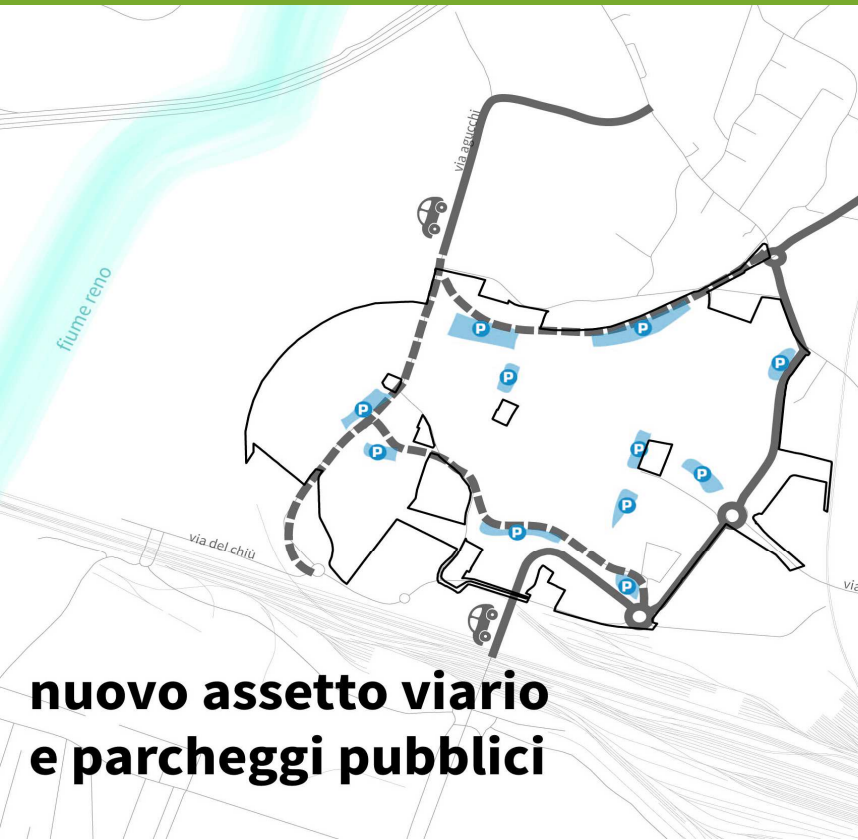 via agucchi
fiume reno
P
P
P
P
P
P
P
P
P
P
P
via del chiù
via
nuovo assetto viario
e parcheggi pubblici